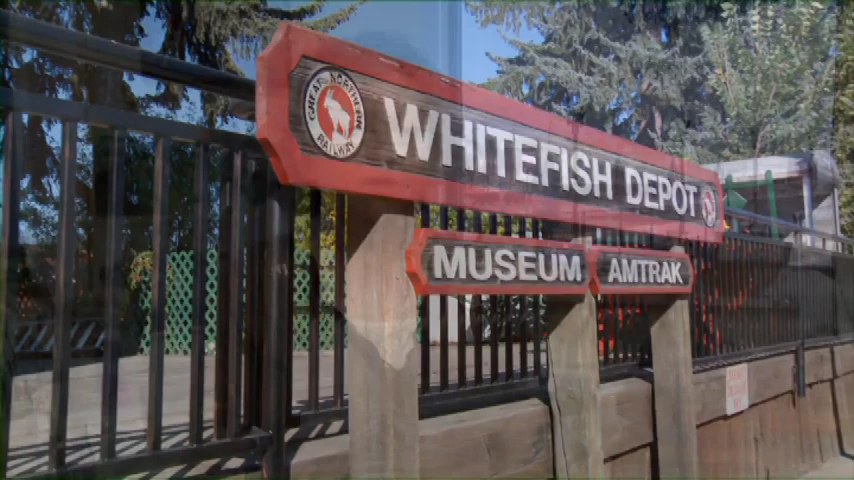 GREAT NORTHERN
RAILWAY
WHITEFISH DEPOT
MUSEUM
AMTRAK